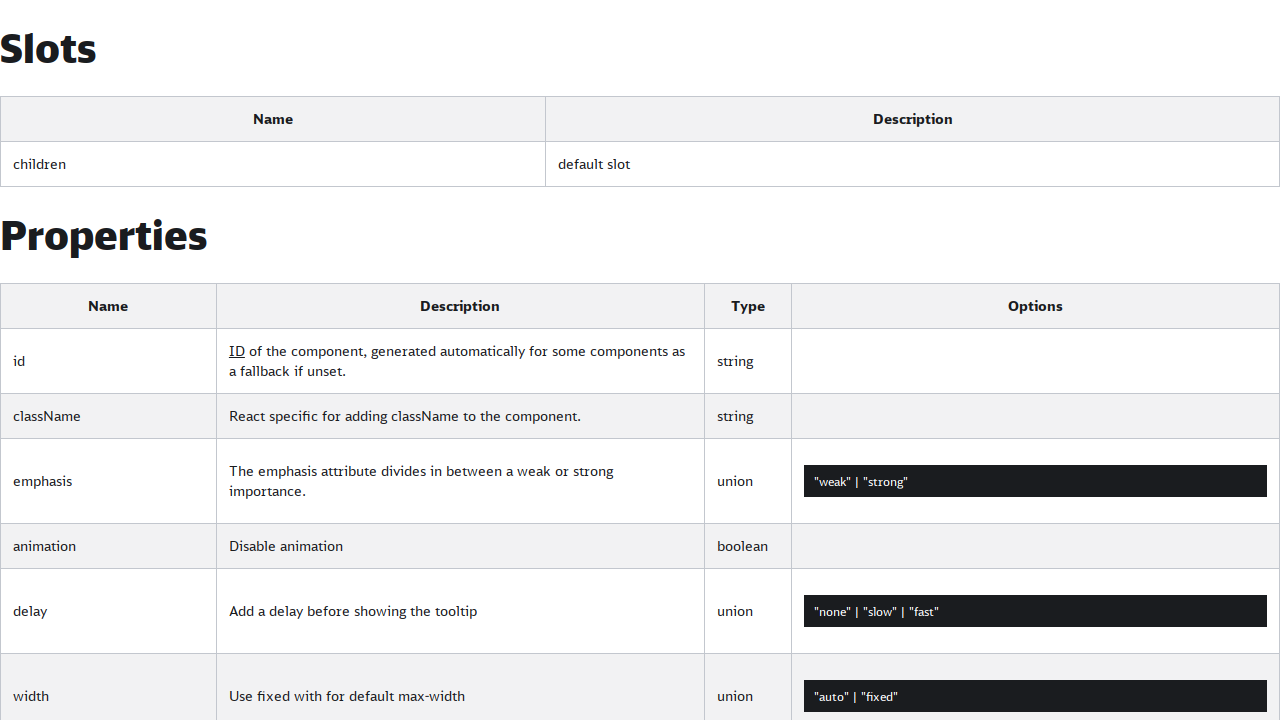 Slots
Name Description
children default slot
Properties
Name Description Type Options
id ID of the component, generated automatically for some components as
a fallback if unset. string
className React specific for adding className to the component. string
emphasis The emphasis attribute divides in between a weak or strong
importance. union "weak" | "strong"
animation Disable animation boolean
delay Add a delay before showing the tooltip union "none" | "slow" | "fast"
width Use fixed with for default max-width union "auto" | "fixed"